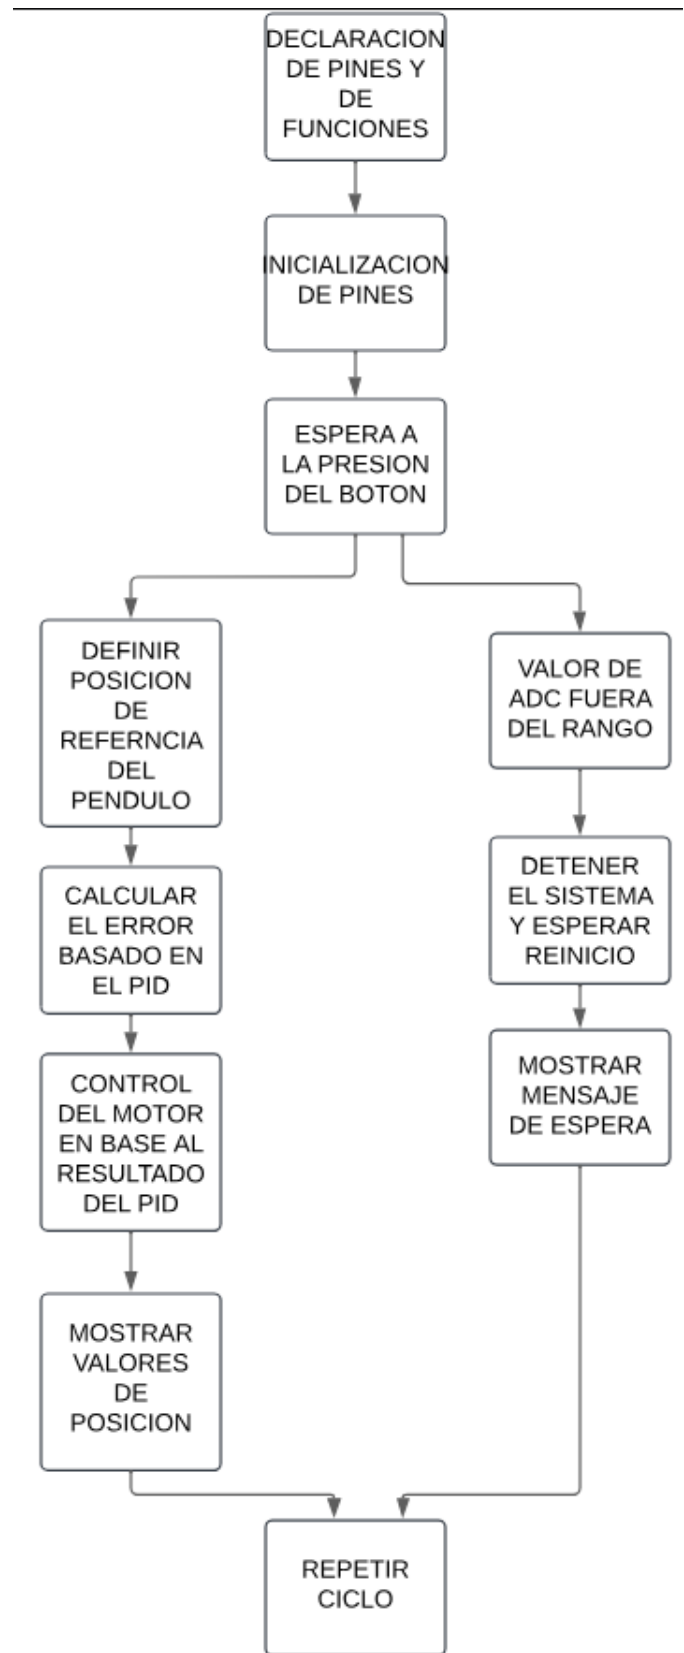 DECLARACION
DE PINES Y
DE
FUNCIONES
INICIALIZACION
DE PINES
ESPERA A
LA PRESION
DEL BOTON
DEFINIR
POSICION
DE
REFERNCIA
DEL
PENDULO
CALCULAR
EL ERROR
BASADO EN
EL PID
CONTROL
DEL MOTOR
EN BASE AL
RESULTADO
DEL PID
MOSTRAR
VALORES
DE
POSICION
VALOR DE
ADC FUERA
DEL RANGO
DETENER
EL SISTEMA
Y ESPERAR
REINICIO
MOSTRAR
MENSAJE
DE ESPERA
REPETIR
CICLO